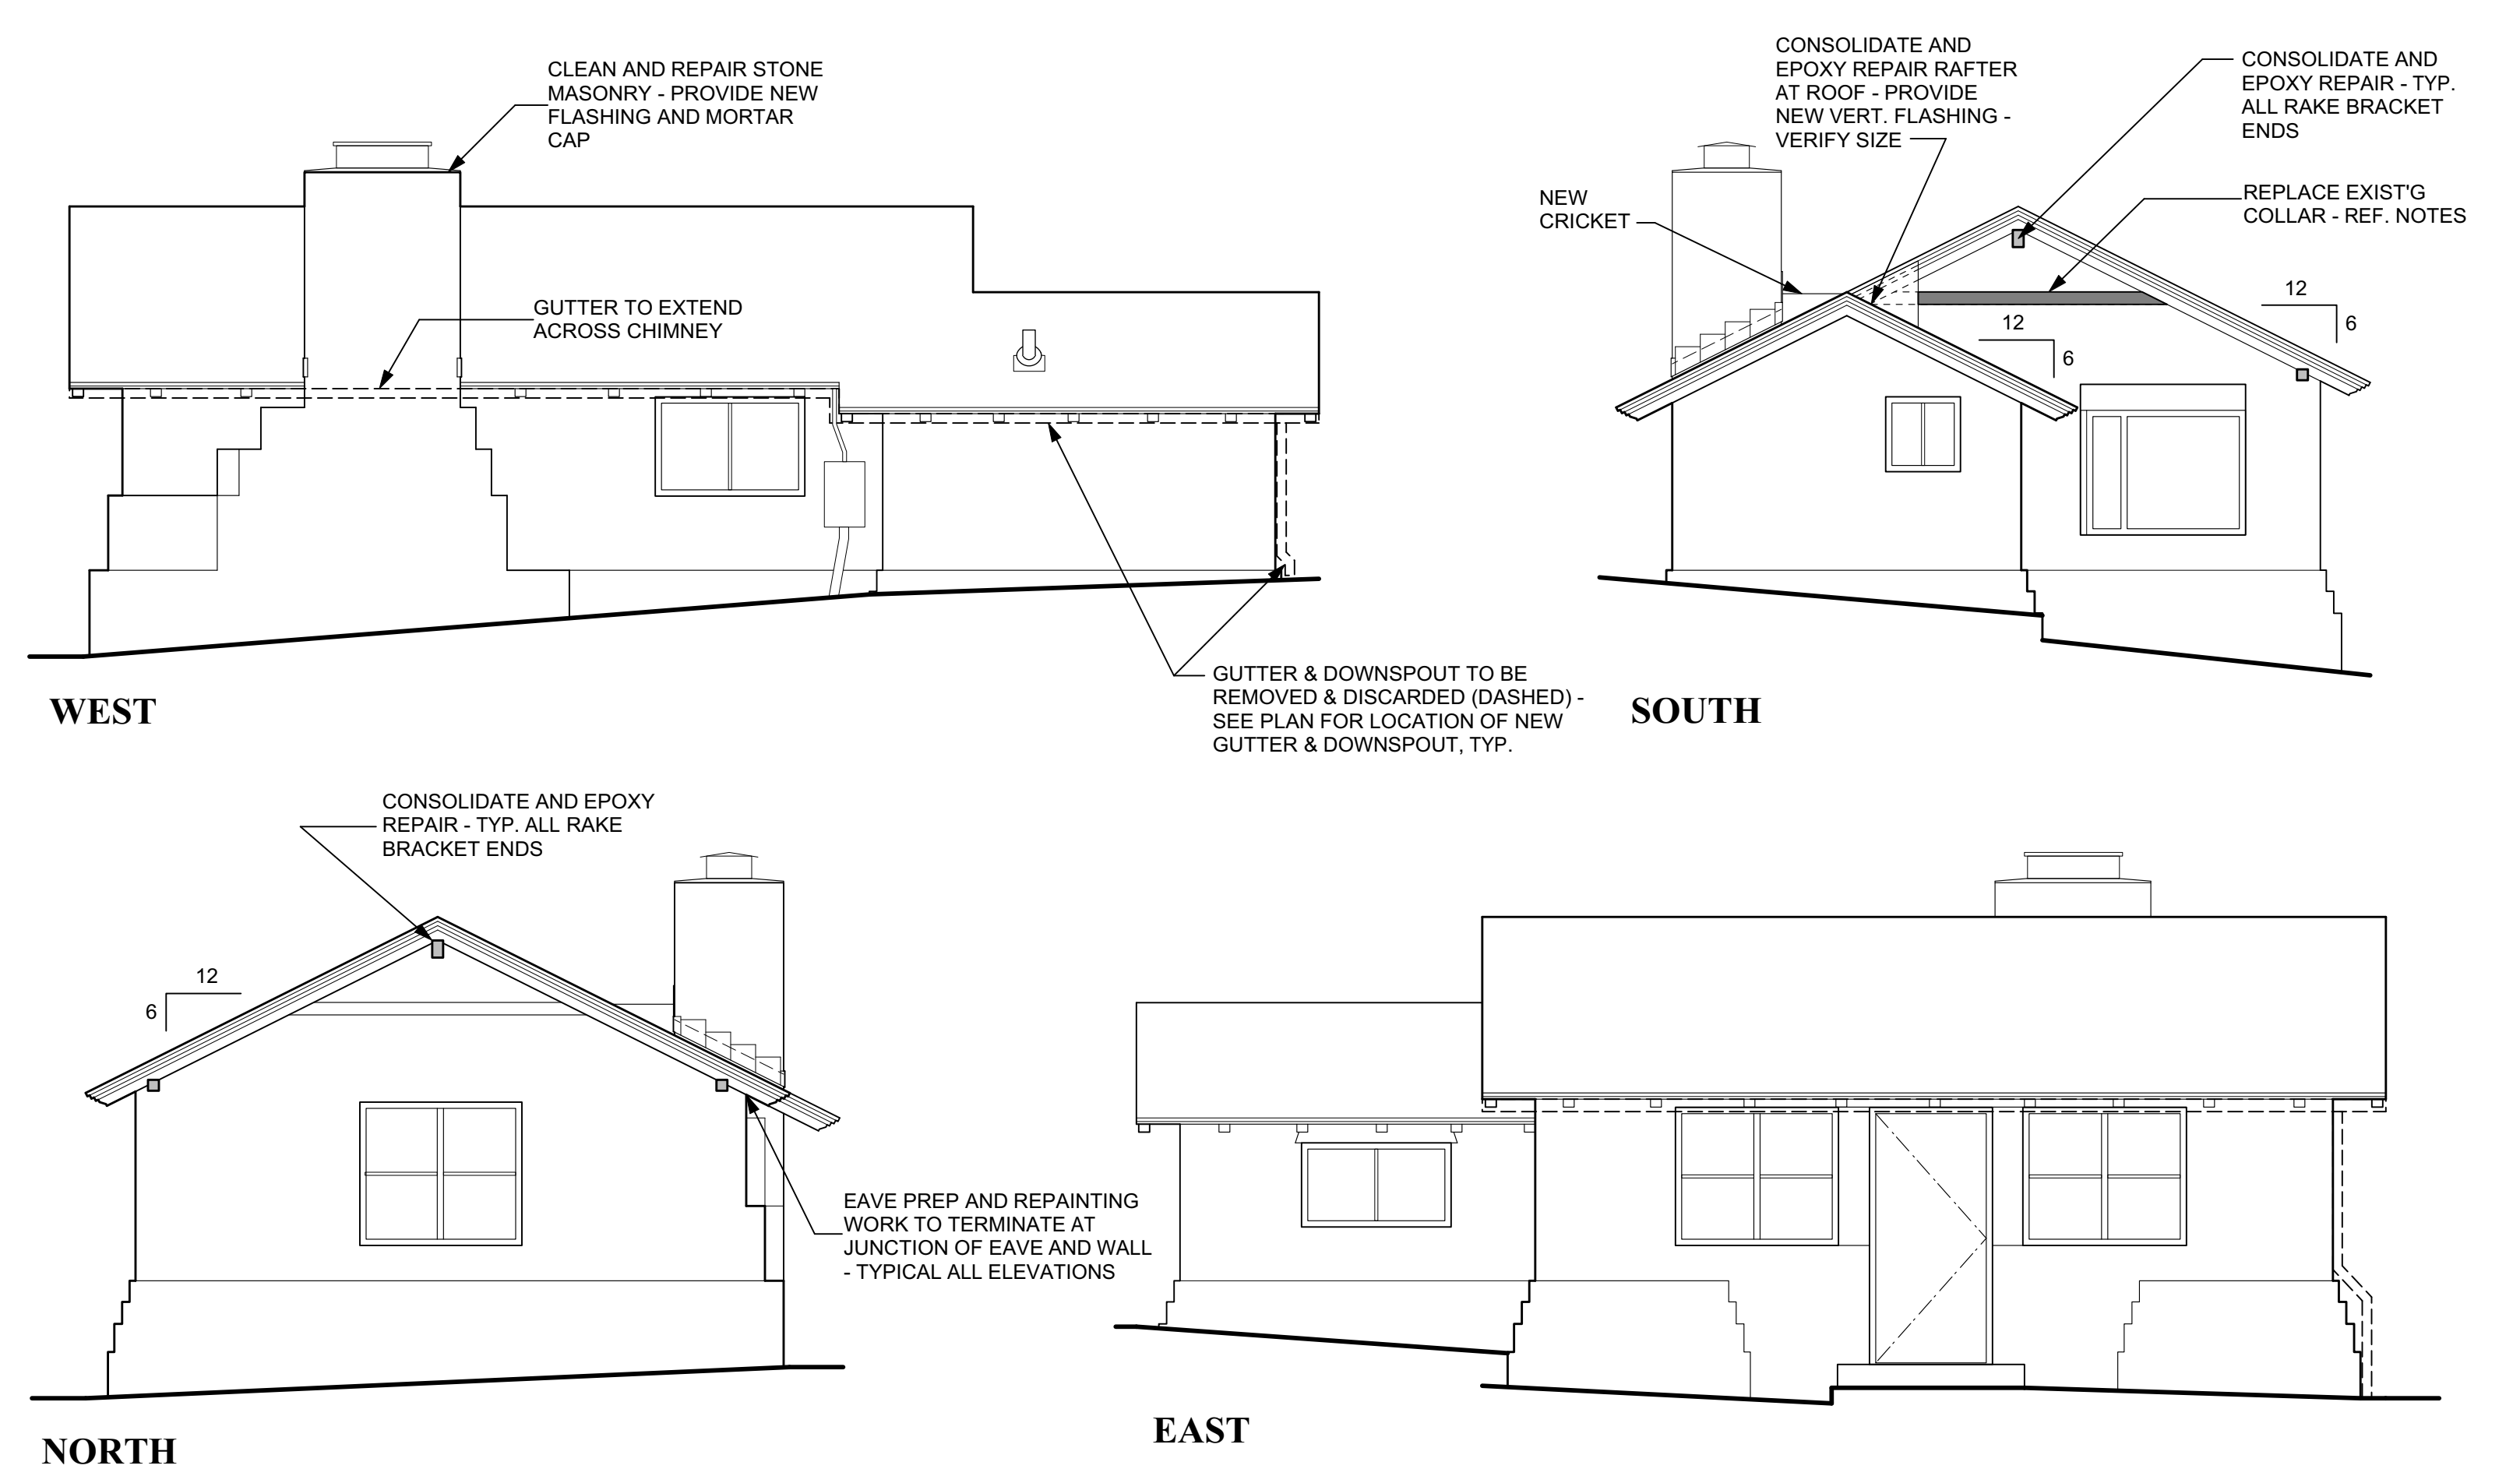 CLEAN AND REPAIR STONE
MASONRY - PROVIDE NEW
FLASHING AND MORTAR
CAP
GUTTER TO EXTEND
ACROSS CHIMNEY
GUTTER & DOWNSPOUT TO BE
REMOVED & DISCARDED (DASHED) -
SEE PLAN FOR LOCATION OF NEW
GUTTER & DOWNSPOUT, TYP.
WEST
CONSOLIDATE AND
EPOXY REPAIR RAFTER
AT ROOF - PROVIDE
NEW VERT. FLASHING -
VERIFY SIZE
CONSOLIDATE AND
EPOXY REPAIR - TYP.
ALL RAKE BRACKET
ENDS
NEW
CRICKET
REPLACE EXIST'G
COLLAR - REF. NOTES
12
6
12
6
SOUTH
CONSOLIDATE AND EPOXY
REPAIR - TYP. ALL RAKE
BRACKET ENDS
12
6
EAVE PREP AND REPAINTING
WORK TO TERMINATE AT
JUNCTION OF EAVE AND WALL
- TYPICAL ALL ELEVATIONS
NORTH
EAST